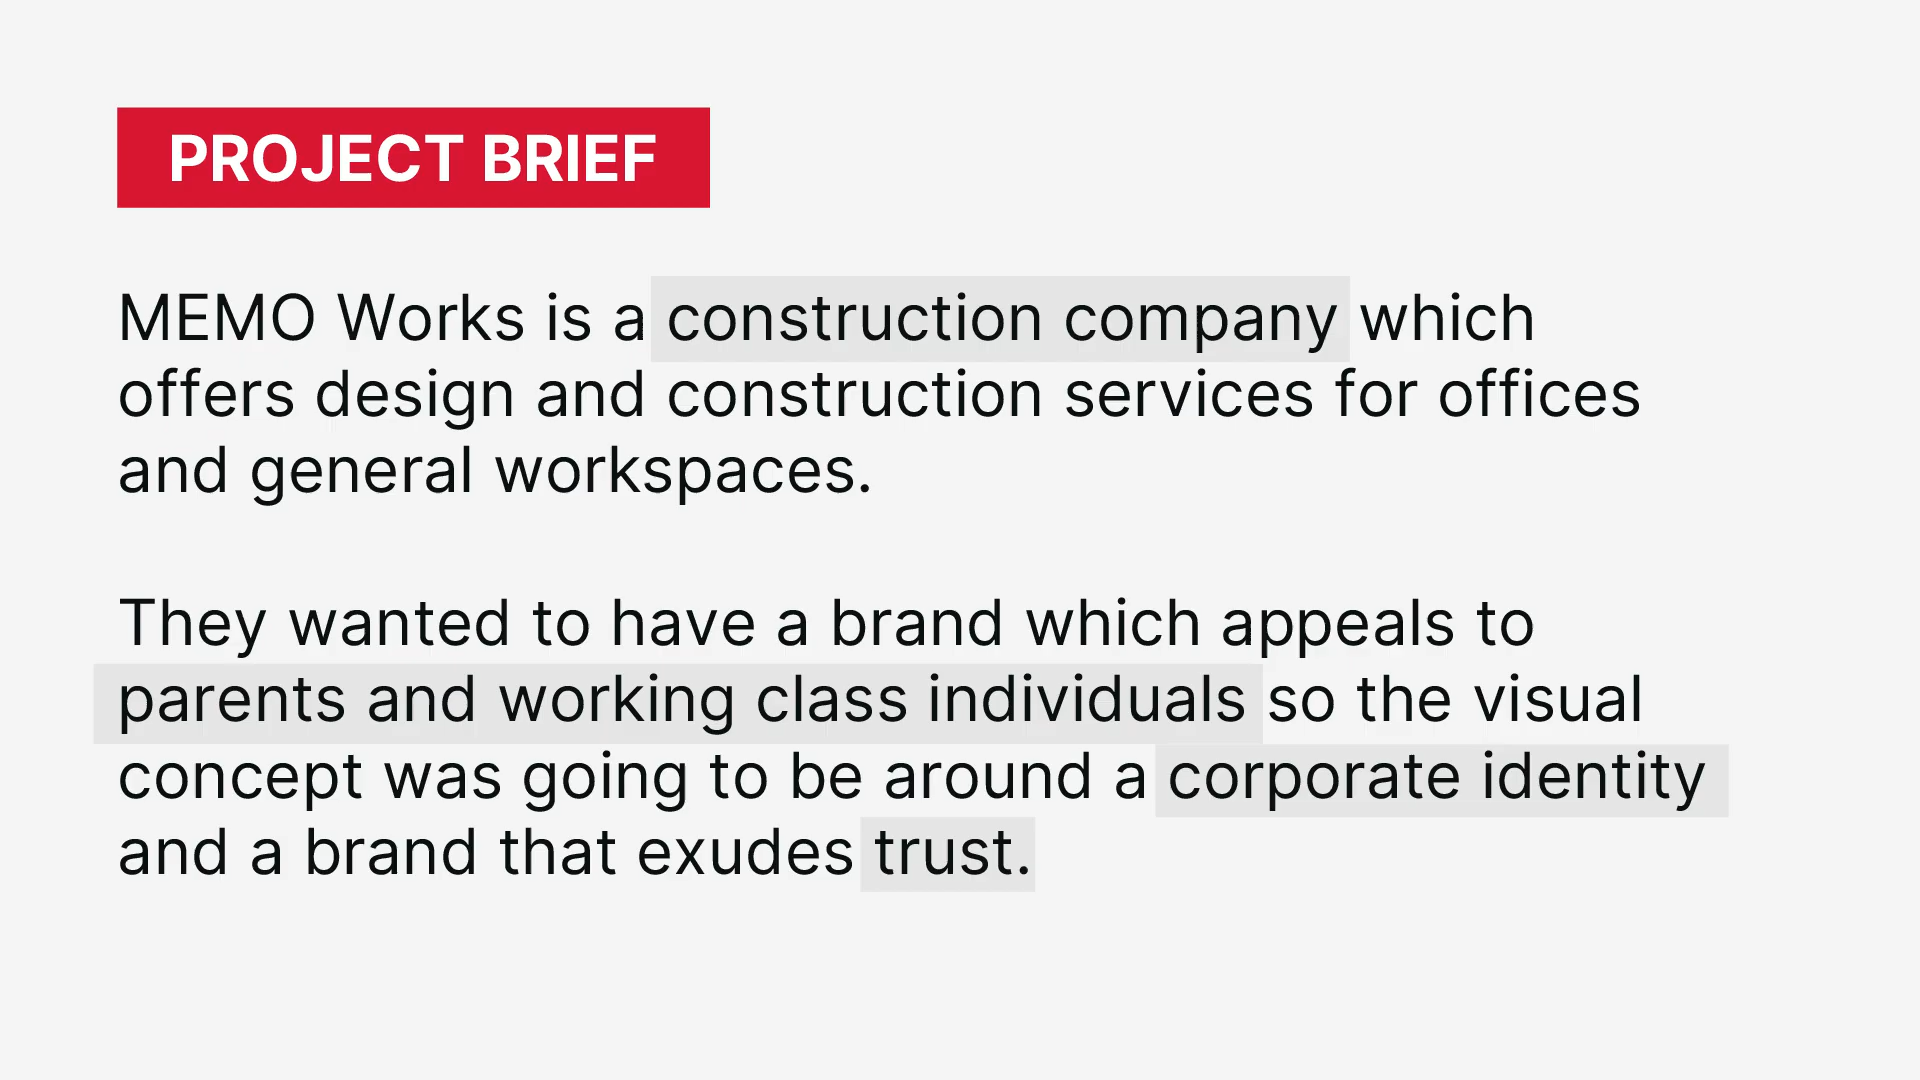 PROJECT BRIEF
MEMO Works is a construction company which
offers design and construction services for offices
and general workspaces.
They wanted to have a brand which appeals to
parents and working class individuals so the visual
concept was going to be around a corporate identity
and a brand that exudes trust.